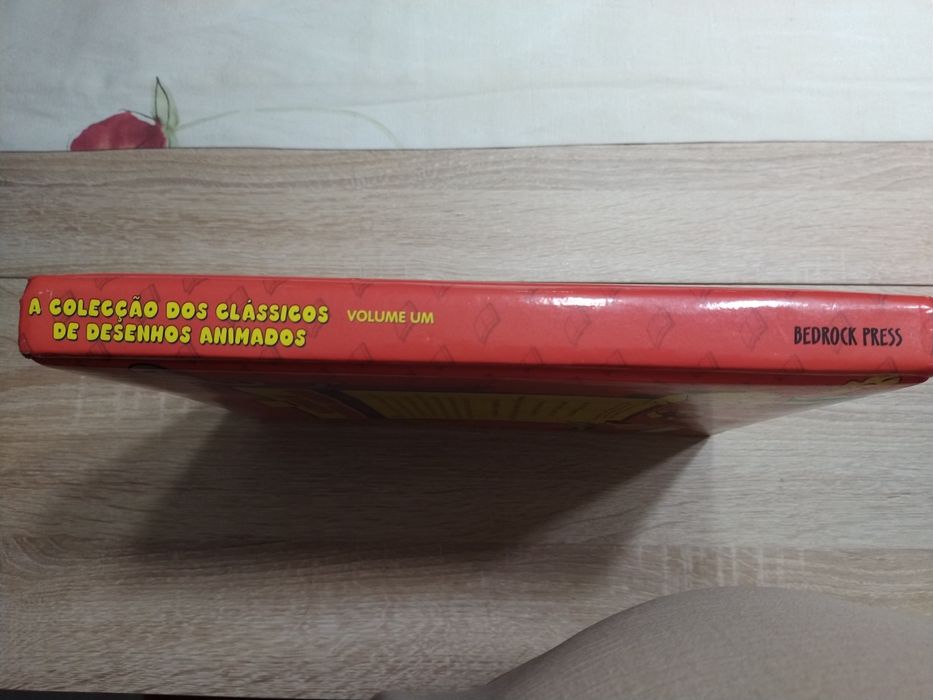 A COLECÇÃO DOS CLÁSSICOS
DE DESENHOS ANIMADOS
VOLUME UM
BEDROCK PRESS